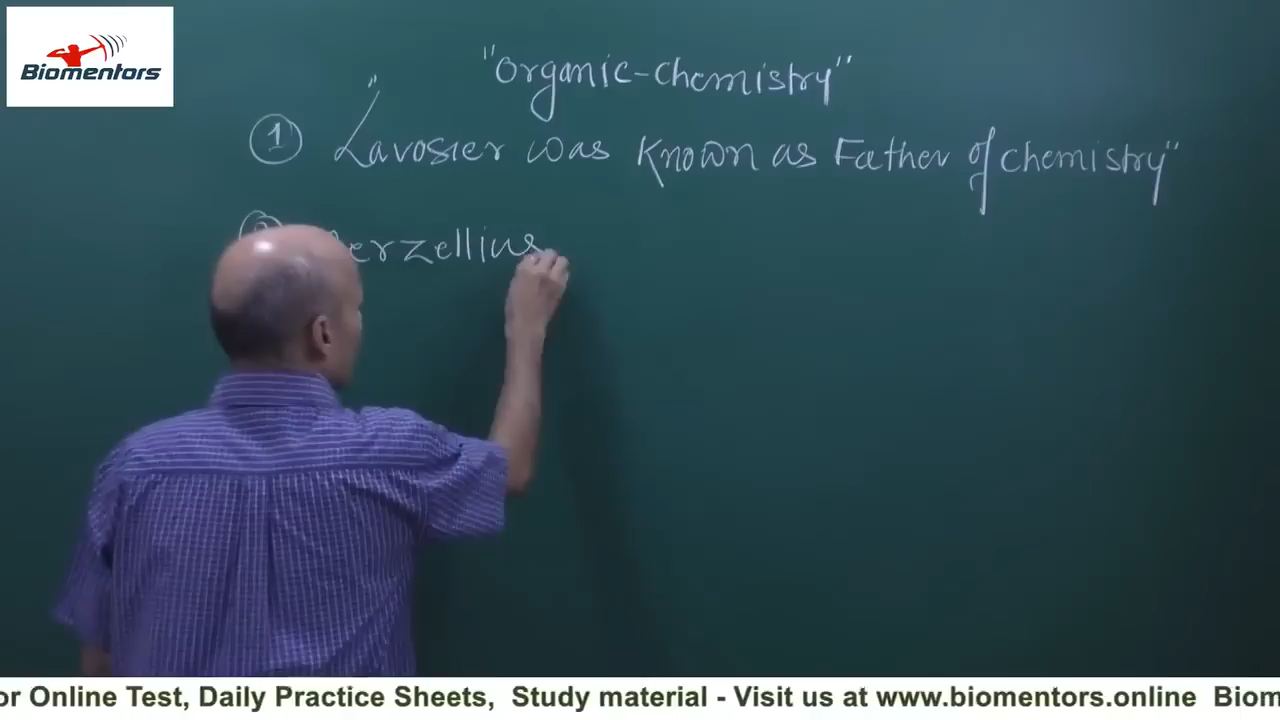 Biomentors
"Organic-chemistry"
① "Lavosier was Known as Father of chemistry"
erzellius
or Online Test, Daily Practice Sheets, Study material - Visit us at www.biomentors.online Biom